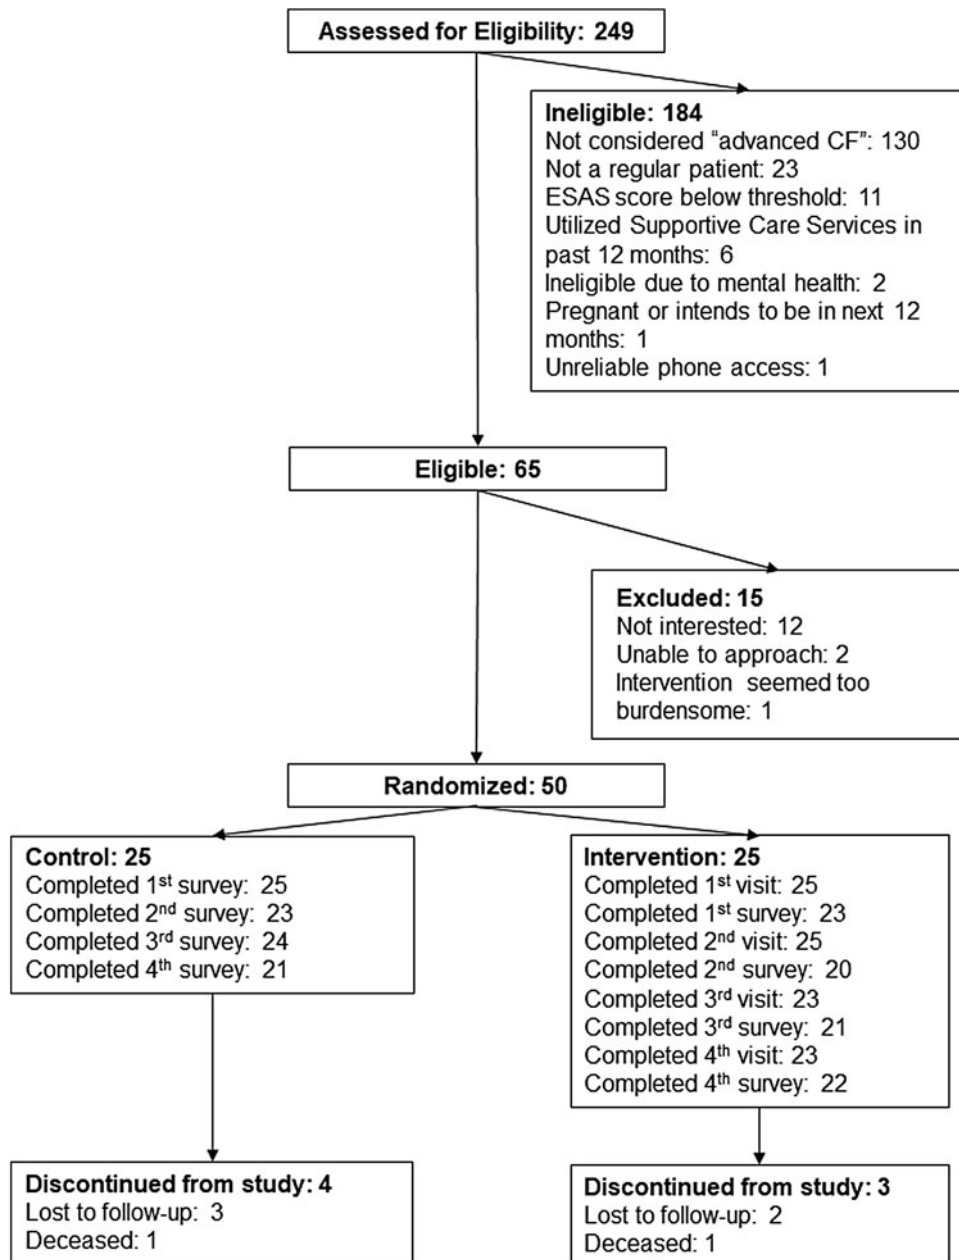 Assessed for Eligibility: 249
Ineligible: 184
Not considered “advanced CF”: 130
Not a regular patient: 23
ESAS score below threshold: 11
Utilized Supportive Care Services in
past 12 months: 6
Ineligible due to mental health: 2
Pregnant or intends to be in next 12
months: 1
Unreliable phone access: 1
Eligible: 65
Excluded: 15
Not interested: 12
Unable to approach: 2
Intervention seemed too
burdensome: 1
Randomized: 50
Control: 25
Completed 1st survey: 25
Completed 2nd survey: 23
Completed 3rd survey: 24
Completed 4th survey: 21
Intervention: 25
Completed 1st visit: 25
Completed 1st survey: 23
Completed 2nd visit: 25
Completed 2nd survey: 20
Completed 3rd visit: 23
Completed 3rd survey: 21
Completed 4th visit: 23
Completed 4th survey: 22
Discontinued from study: 4
Lost to follow-up: 3
Deceased: 1
Discontinued from study: 3
Lost to follow-up: 2
Deceased: 1